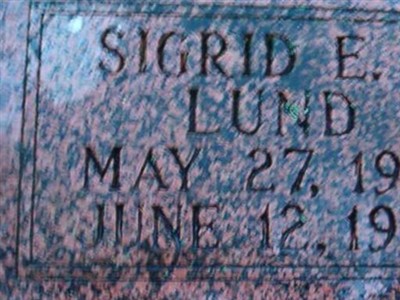 SIGRID E.
LUND
MAY 27, 19
JUNE 12, 19